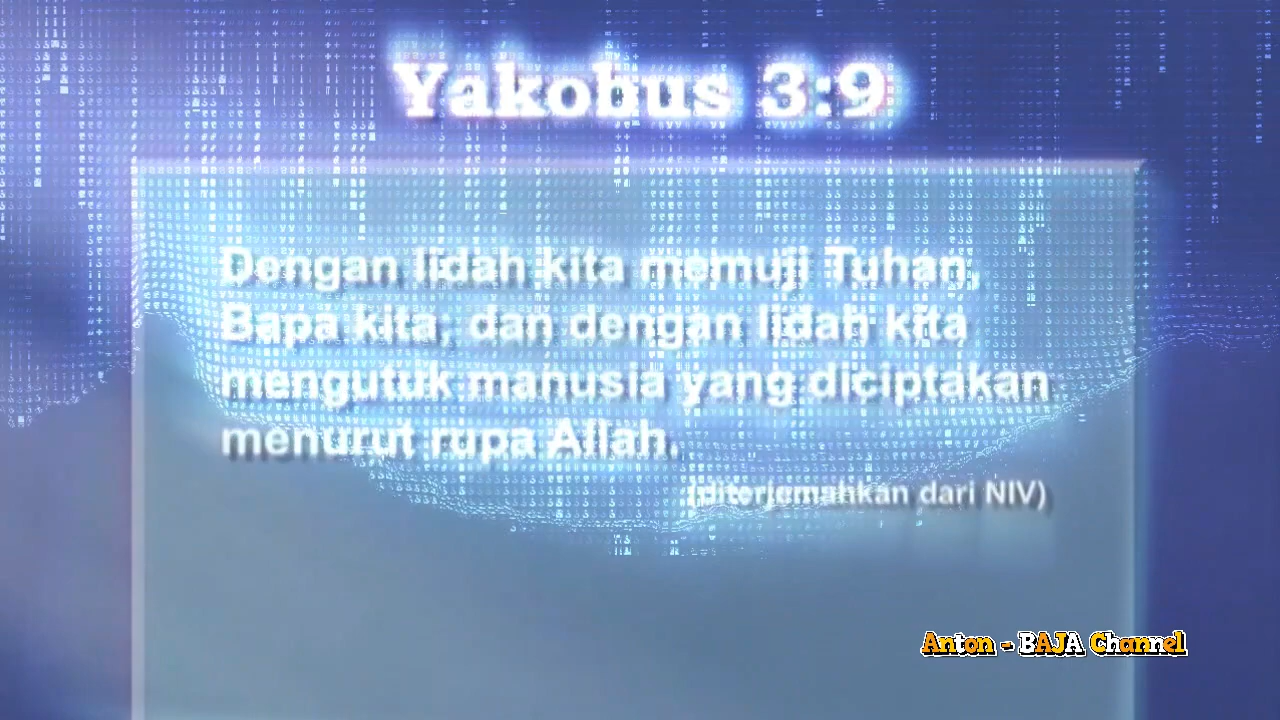 Yakobus 3:9
Dengan lidah kita memuji Tuhan,
Bapa kita, dan dengan lidah kita
mengutuk manusia yang diciptakan
menurut rupa Allah.
(diterjemahkan dari NIV)
Anton - BAJA Channel